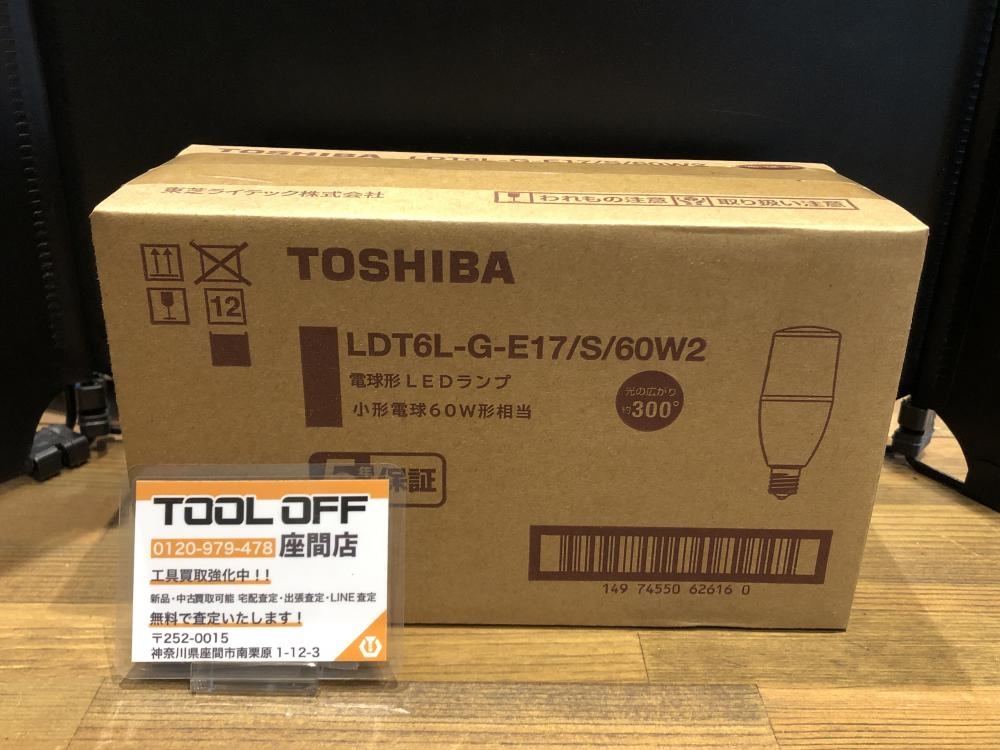 TOSHIBA LDT6L-G-E17/S/60W2
東芝ライテック株式会社
われもの注意 取り扱い注意
TOSHIBA
12
LDT6L-G-E17/S/60W2
電球形LEDランプ
小形電球60W形相当
光の広がり
約300°
年保証
149 74550 62616 0
TOOL OFF
0120-979-478 座間店
工具買取強化中！！
新品・中古買取可能 宅配査定・出張査定・LINE査定
無料で査定いたします！
〒252-0015
神奈川県座間市南栗原1-12-3